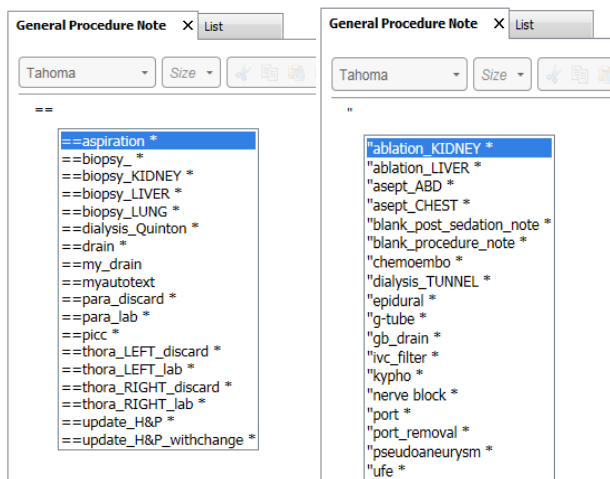 General Procedure Note X List
Tahoma Size
==
==aspiration *
==biopsy_ *
==biopsy_KIDNEY *
==biopsy_LIVER *
==biopsy_LUNG *
==dialysis_Quinton *
==drain *
==my_drain
==myautotext
==para_discard *
==para_lab *
==picc *
==thora_LEFT_discard *
==thora_LEFT_lab *
==thora_RIGHT_discard *
==thora_RIGHT_lab *
==update_H&P *
==update_H&P_withchange *
General Procedure Note X List
Tahoma Size
"
"ablation_KIDNEY *
"ablation_LIVER *
"asept_ABD *
"asept_CHEST *
"blank_post_sedation_note *
"blank_procedure_note *
"chemoembo *
"dialysis_TUNNEL *
"epidural *
"g-tube *
"gb_drain *
"ivc_filter *
"kypho *
"nerve block *
"port *
"port_removal *
"pseudoaneurysm *
"ufe *